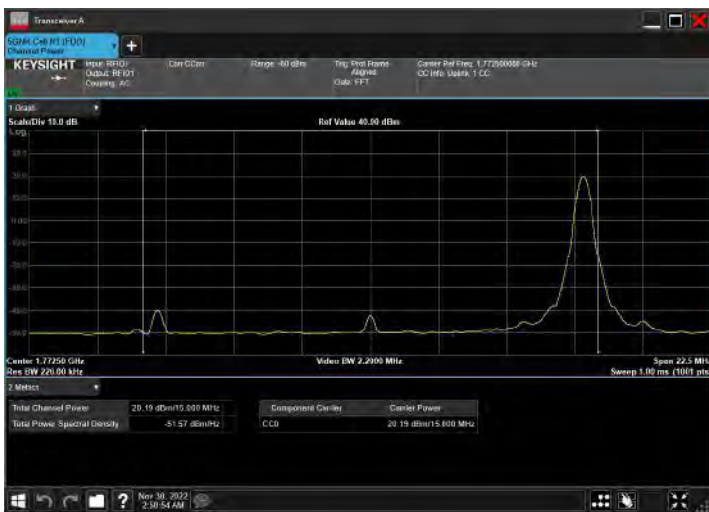 Transceiver A
5GNR-Cell N1 (FDD)
Channel Power
KEYSIGHT
Input: RFIO1
Output: RFIO1
Coupling: AC
Corr CCorr
Range: -60 dBm
Trig: Prot Frame
Aligned
Gate: FFT
Carrier Ref Freq: 1.772500000 GHz
CC Info: Uplink, 1 CC
1 Graph
Scale/Div 10.0 dB
Ref Value 40.00 dBm
Log
Center 1.77250 GHz
Video BW 2.2000 MHz
Span 22.5 MHz
Res BW 220.00 kHz
Sweep 1.00 ms (1001 pts
2 Metrics
Total Channel Power
20.19 dBm/15.000 MHz
Total Power Spectral Density
-51.57 dBm/Hz
Component Carrier
Carrier Power
CC0
20.19 dBm/15.000 MHz
Nov 30, 2022
2:50:54 AM